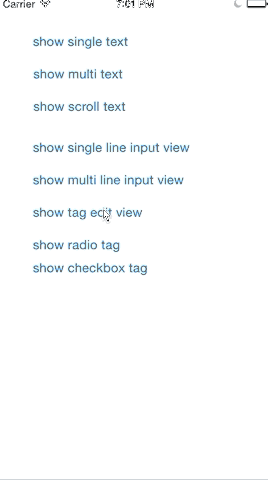 Carrier 7:01 PM
show single text
show multi text
show scroll text
show single line input view
show multi line input view
show tag edit view
show radio tag
show checkbox tag